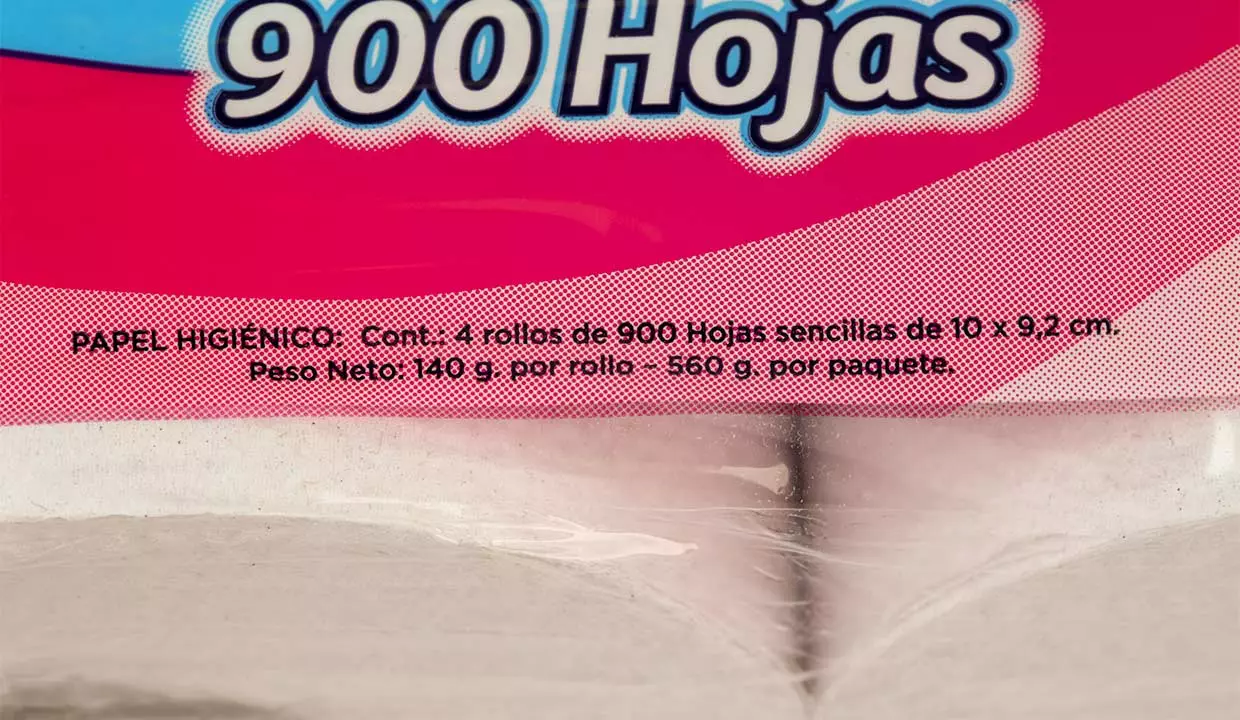 900 Hojas
PAPEL HIGIÉNICO: Cont.: 4 rollos de 900 Hojas sencillas de 10 x 9,2 cm.
Peso Neto: 140 g. por rollo - 560 g. por paquete.